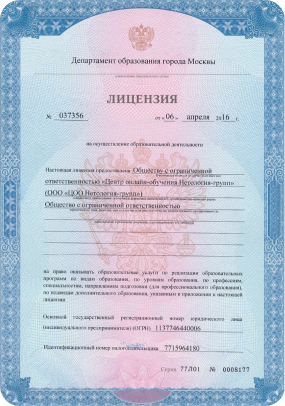 Департамент образования города Москвы
ЛИЦЕНЗИЯ
№ 037356 от «06» апреля 2016 г.
на осуществление образовательной деятельности
Настоящая лицензия предоставлена Обществу с ограниченной
ответственностью «Центр онлайн-обучения Нетология-групп»
(ООО «ЦОО Нетология-групп»)
Общество с ограниченной ответственностью
на право оказывать образовательные услуги по реализации образовательных
программ по видам образования, по уровням образования, по профессиям,
специальностям, направлениям подготовки (для профессионального образования),
по подвидам дополнительного образования, указанным в приложении к настоящей
лицензии
Основной государственный регистрационный номер юридического лица
(индивидуального предпринимателя) (ОГРН) 1137746440006
Идентификационный номер налогоплательщика 7715964180
Серия 77Л01 № 0008177